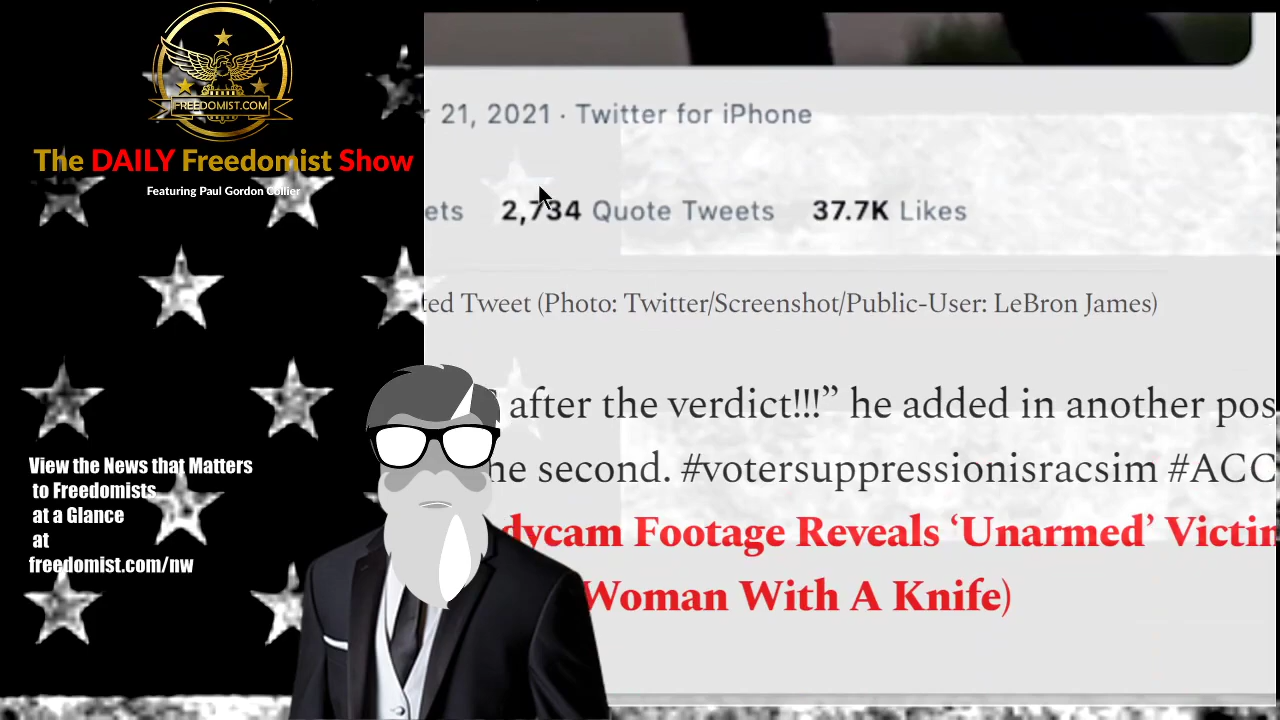 FREEDOMIST.COM
The DAILY Freedomist Show
Featuring Paul Gordon Collier
21, 2021 · Twitter for iPhone
ets 2,734 Quote Tweets 37.7K Likes
ted Tweet (Photo: Twitter/Screenshot/Public-User: LeBron James)
after the verdict!!!” he added in another pos
he second. #votersuppressionisracsim #ACC
dycam Footage Reveals ‘Unarmed’ Victin
Woman With A Knife)
View the News that Matters
to Freedomists
at a Glance
at
freedomist.com/nw